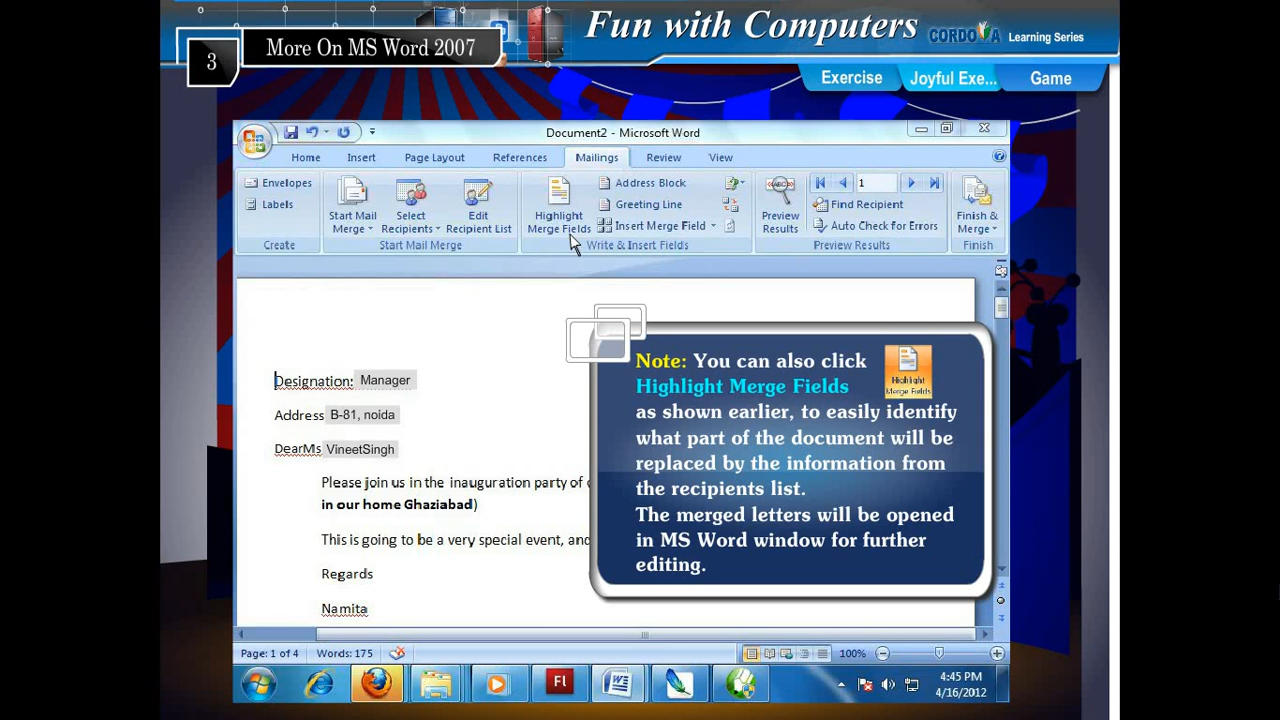 Fun with Computers
CORDOVA Learning Series
3
More On MS Word 2007
Exercise
Joyful Exe...
Game
Document2 - Microsoft Word
Home Insert Page Layout References Mailings Review View
Envelopes
Labels
Create
Start Mail Merge
Select Recipients
Edit Recipient List
Start Mail Merge
Highlight Merge Fields
Address Block
Greeting Line
Insert Merge Field
Write & Insert Fields
ABC
Preview Results
1
Find Recipient
Auto Check for Errors
Preview Results
Finish & Merge
Finish
Designation: Manager
Address B-81, noida
DearMs VineetSingh
Please join us in the inauguration party of
in our home Ghaziabad)
This is going to be a very special event, and
Regards
Namita
Note: You can also click
Highlight Merge Fields
Highlight
Merge Fields
as shown earlier, to easily identify
what part of the document will be
replaced by the information from
the recipients list.
The merged letters will be opened
in MS Word window for further
editing.
Page: 1 of 4 Words: 175 100%
Fl
4:45 PM
4/16/2012